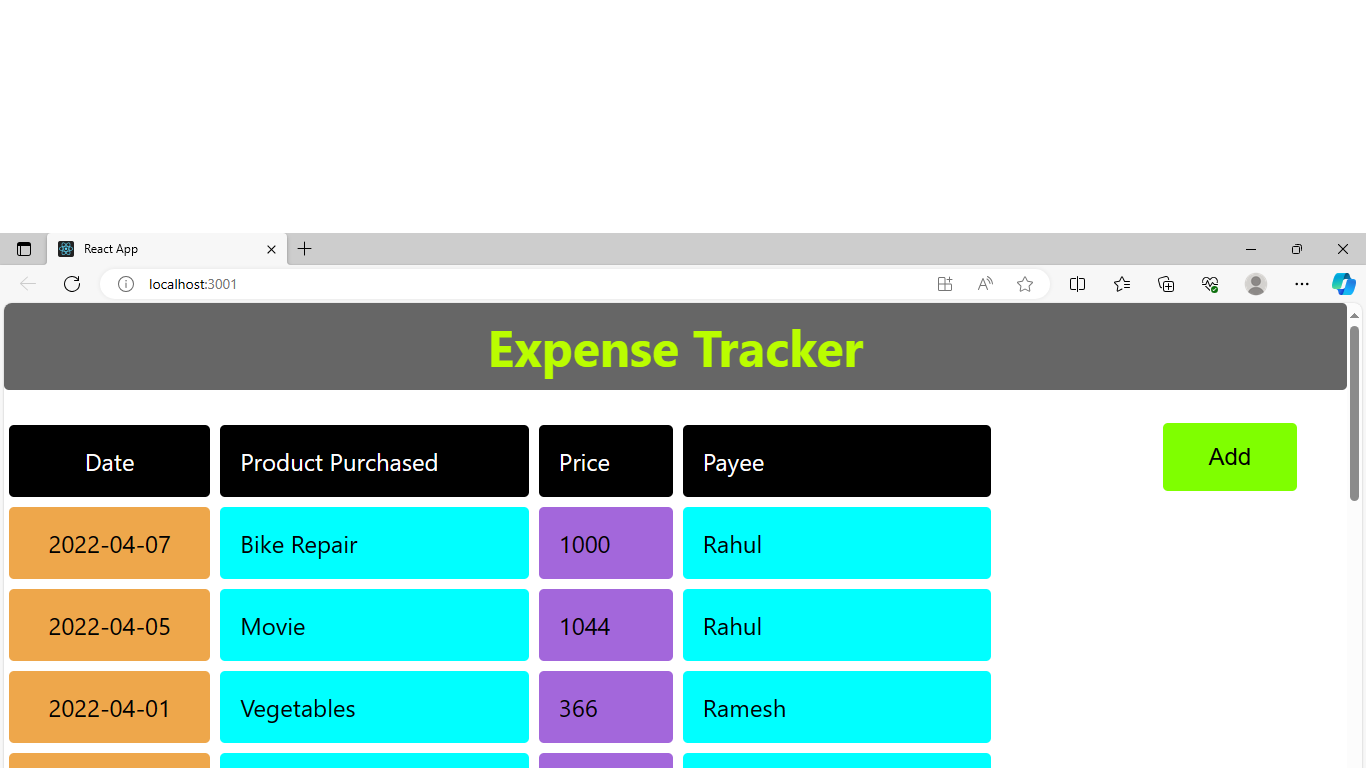 React App
localhost:3001
Expense Tracker
Date Product Purchased Price Payee Add
2022-04-07 Bike Repair 1000 Rahul
2022-04-05 Movie 1044 Rahul
2022-04-01 Vegetables 366 Ramesh